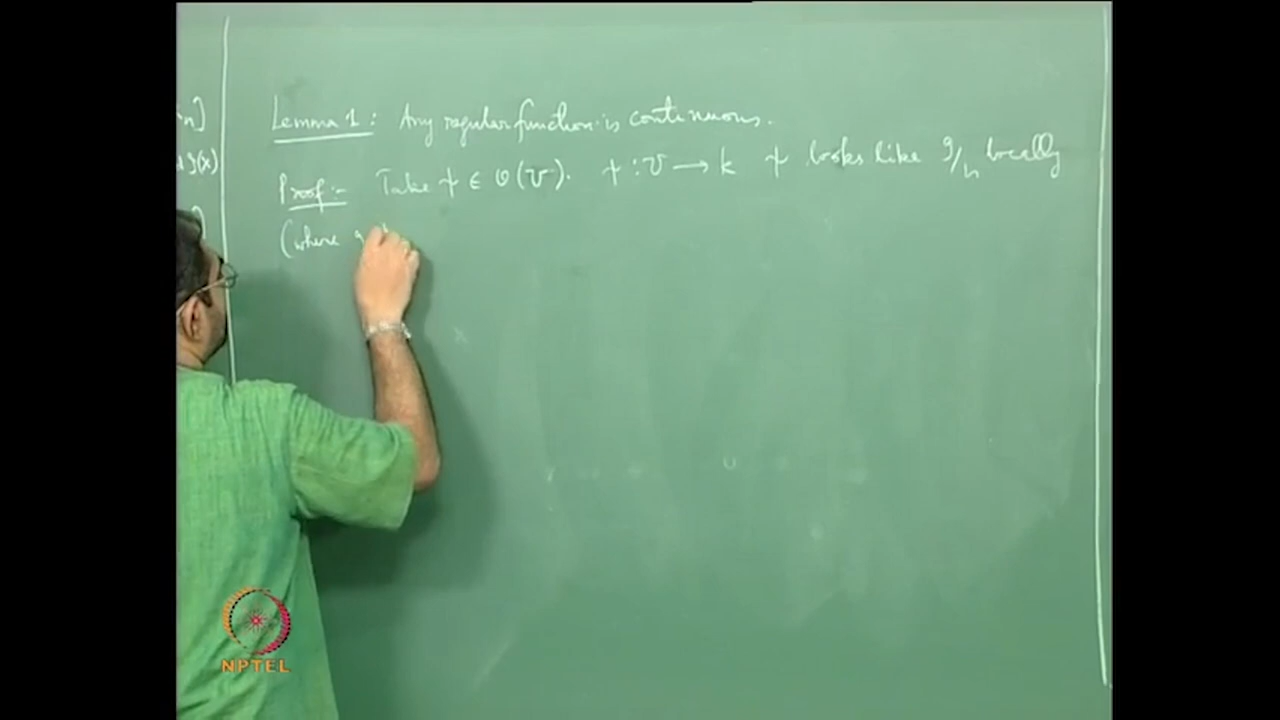 Lemma 1: Any regular function is continuous.
Proof:- Take ψ ∈ O(V). ψ : V → k ψ looks like g/h locally
(where g
n]
g(x)
]
NPTEL